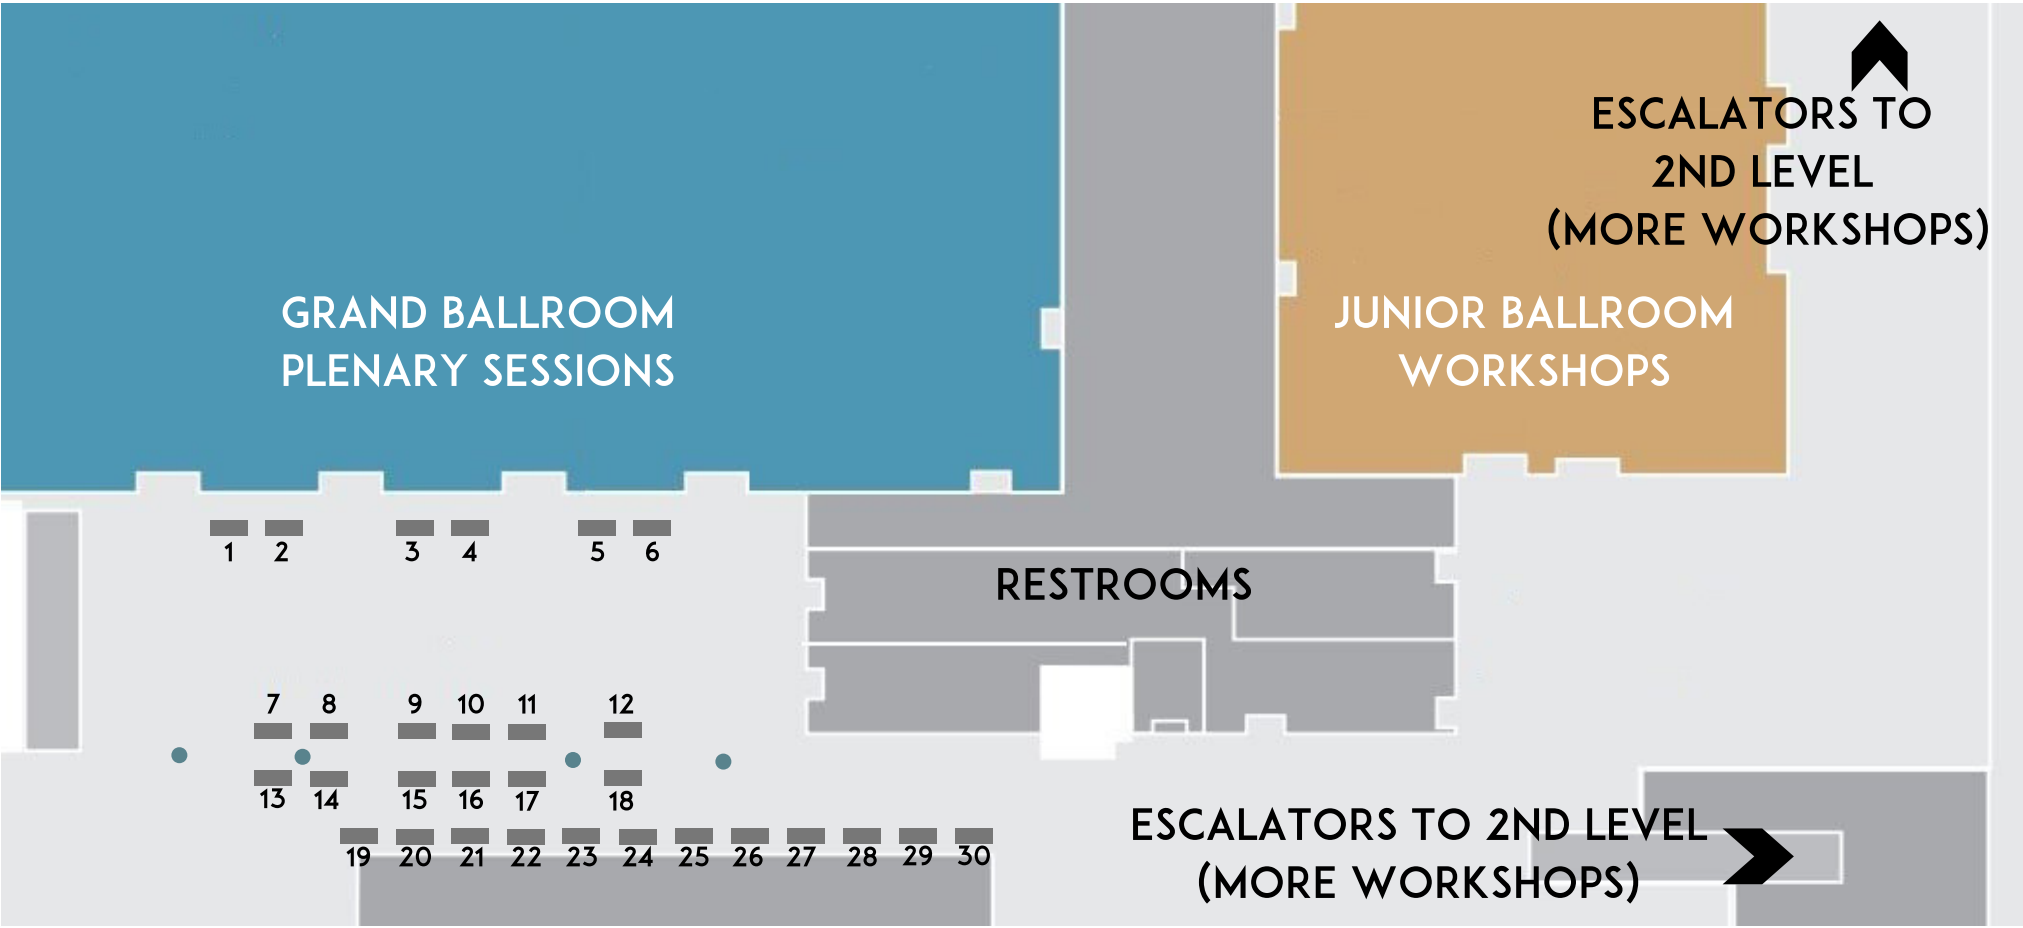 ESCALATORS TO
2ND LEVEL
(MORE WORKSHOPS)
GRAND BALLROOM
PLENARY SESSIONS
JUNIOR BALLROOM
WORKSHOPS
1 2 3 4 5 6
RESTROOMS
7 8 9 10 11 12
13 14 15 16 17 18
19 20 21 22 23 24 25 26 27 28 29 30
ESCALATORS TO 2ND LEVEL
(MORE WORKSHOPS)